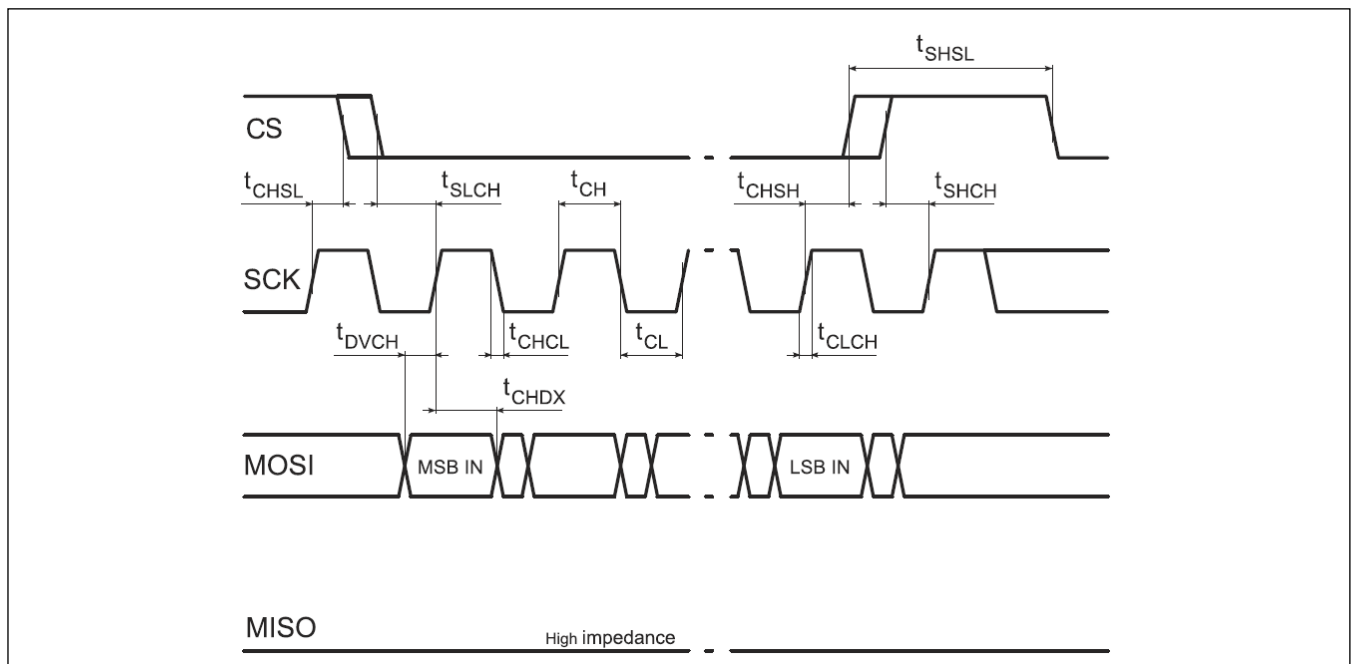 tSHSL
CS
tCHSL
tSLCH
tCH
tCHSH
tSHCH
SCK
tDVCH
tCHCL
tCL
tCLCH
tCHDX
MOSI
MSB IN
LSB IN
MISO
High impedance